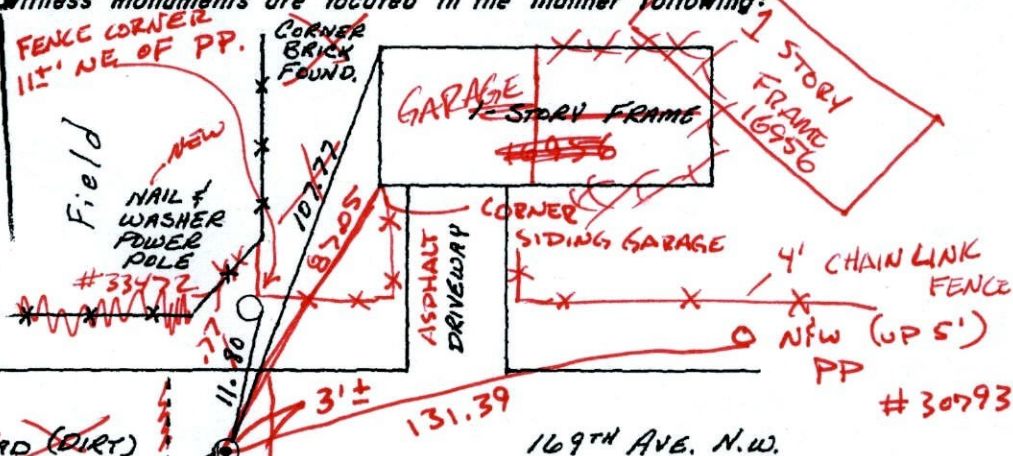 witness monuments are located in the manner following:
FENCE CORNER
11±' NE OF PP.
CORNER
BRICK
FOUND.
GARAGE
1-STORY FRAME
16956
1 STORY
FRAME
16956
Field
NEW
NAIL &
WASHER
POWER
POLE
#33472
107.77
87.05
CORNER
SIDING GARAGE
ASPHALT
DRIVEWAY
4' CHAIN LINK
FENCE
NEW (UP 5')
PP
#30793
11.80
3'±
131.39
(DIRT)
169TH AVE. N.W.